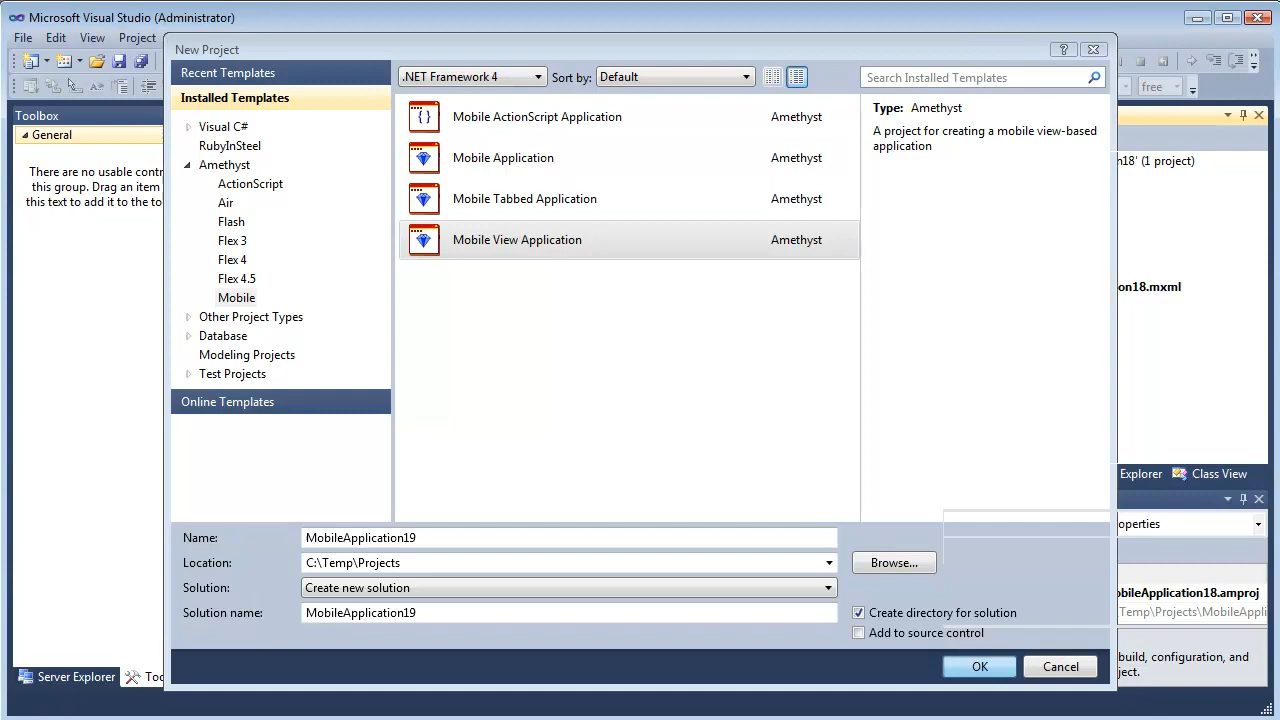 Microsoft Visual Studio (Administrator)
File Edit View Project
New Project
Recent Templates
.NET Framework 4
Sort by: Default
Search Installed Templates
free
Toolbox
General
There are no usable contr
this group. Drag an item
this text to add it to the to
Installed Templates
Visual C#
RubyInSteel
Amethyst
ActionScript
Air
Flash
Flex 3
Flex 4
Flex 4.5
Mobile
Other Project Types
Database
Modeling Projects
Test Projects
Online Templates
Mobile ActionScript Application Amethyst
Mobile Application Amethyst
Mobile Tabbed Application Amethyst
Mobile View Application Amethyst
Type: Amethyst
A project for creating a mobile view-based
application
n18' (1 project)
on18.mxml
Explorer Class View
operties
obileApplication18.amproj
Temp\Projects\MobileAppli
build, configuration, and
ject.
Name: MobileApplication19
Location: C:\Temp\Projects
Browse...
Solution: Create new solution
Solution name: MobileApplication19
Create directory for solution
Add to source control
OK Cancel
Server Explorer Too